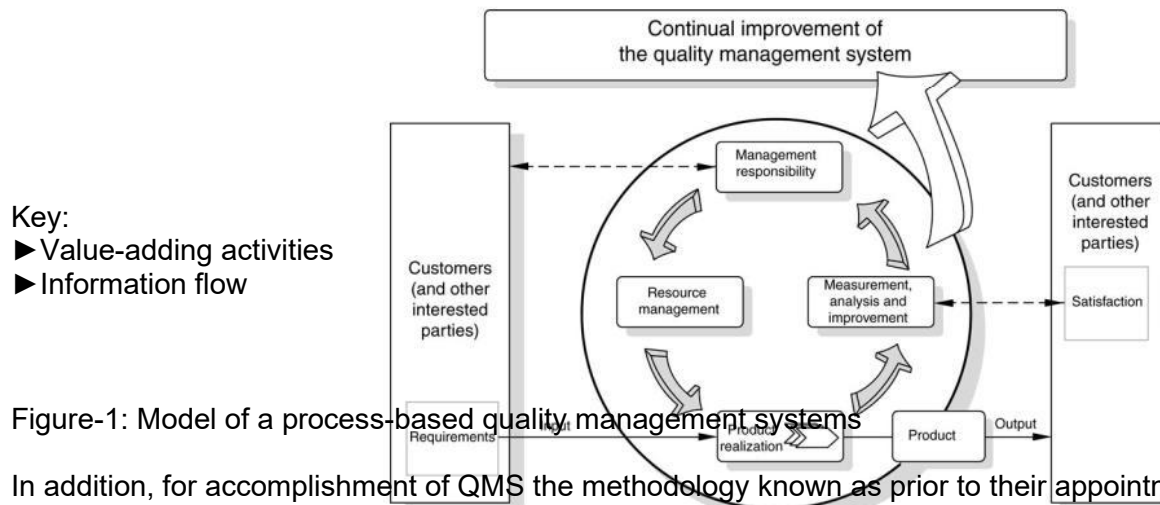 Continual improvement of
the quality management system
Management
responsibility
Customers
(and other
interested
parties)
Key:
►Value-adding activities
►Information flow
Customers
(and other
interested
parties)
Resource
management
Measurement,
analysis and
improvement
Satisfaction
Figure-1: Model of a process-based quality management systems
Requirements
Input
Product
realization
Product
Output
In addition, for accomplishment of QMS the methodology known as prior to their